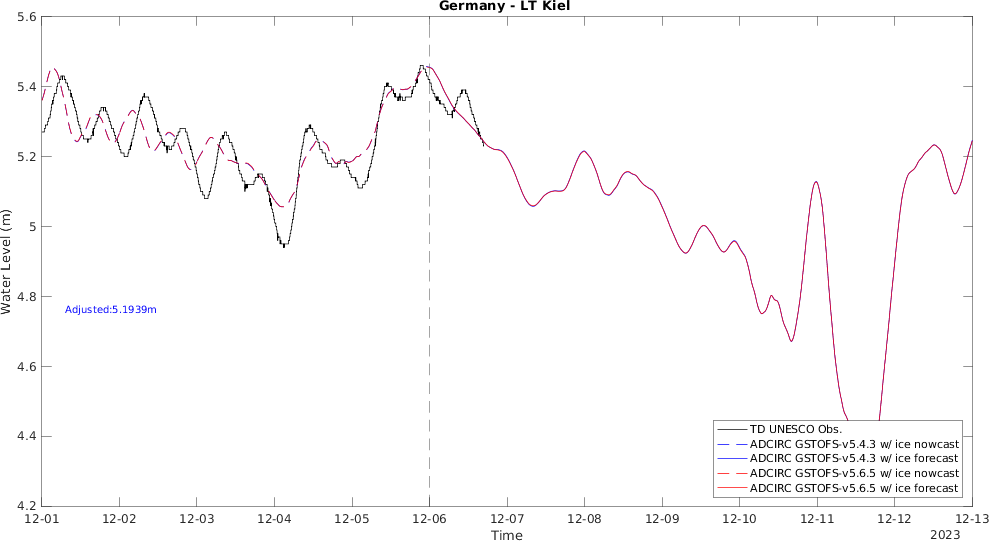 Germany - LT Kiel
5.6
5.4
5.2
5
4.8
4.6
4.4
4.2
Water Level (m)
Adjusted:5.1939m
TD UNESCO Obs.
ADCIRC GSTOFS-v5.4.3 w/ ice nowcast
ADCIRC GSTOFS-v5.4.3 w/ ice forecast
ADCIRC GSTOFS-v5.6.5 w/ ice nowcast
ADCIRC GSTOFS-v5.6.5 w/ ice forecast
12-01 12-02 12-03 12-04 12-05 12-06 12-07 12-08 12-09 12-10 12-11 12-12 12-13
Time
2023